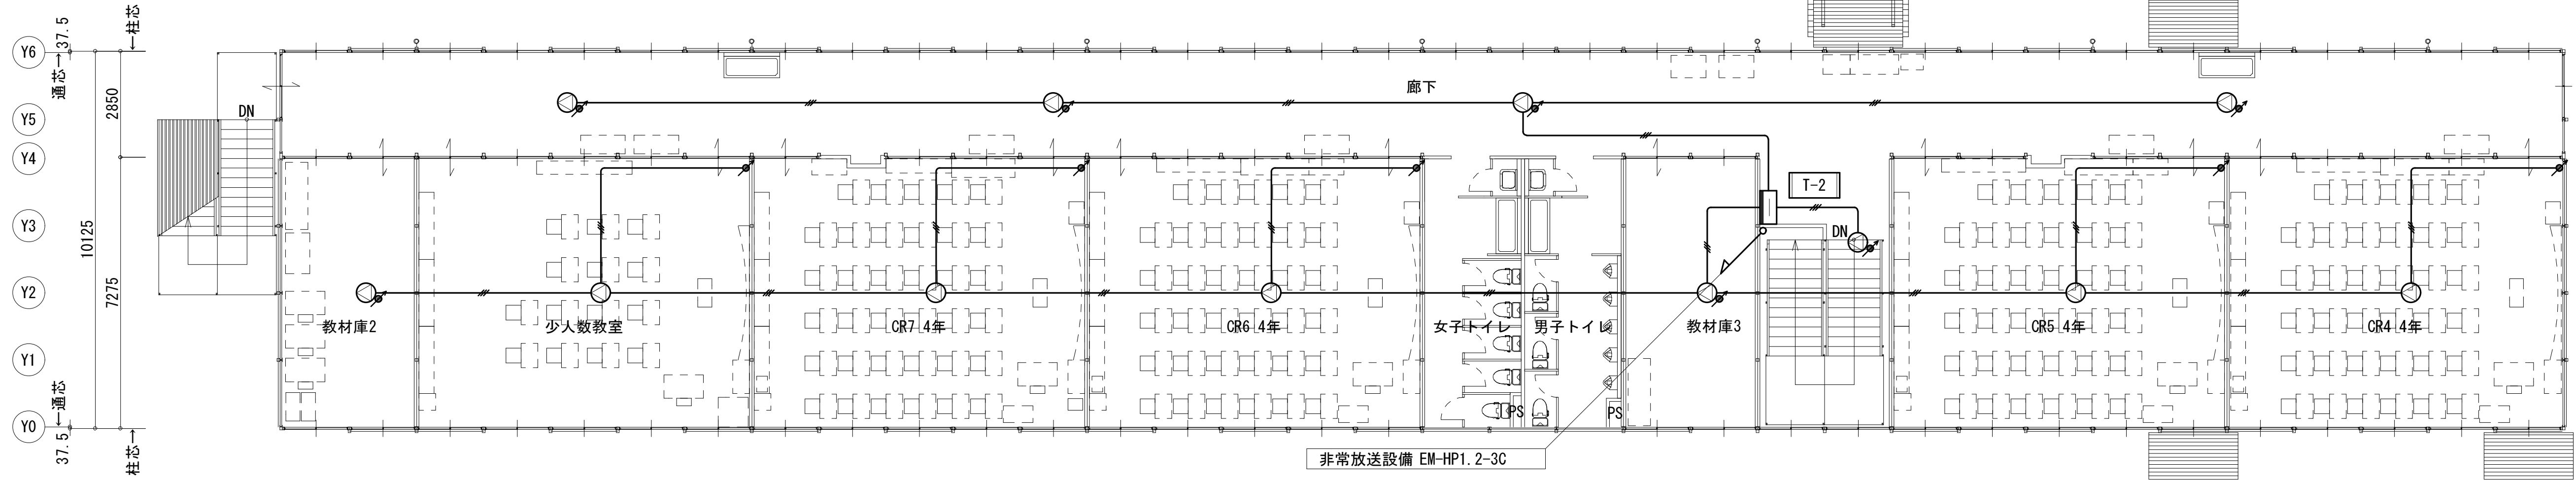 Y6
Y5
Y4
Y3
Y2
Y1
Y0
37.5
通芯→
→柱芯
10125
2850
7275
←通芯
37.5
柱芯←
DN
廊下
T-2
DN
教材庫2
少人数教室
CR7 4年
CR6 4年
女子トイレ
男子トイレ
教材庫3
CR5 4年
CR4 4年
PS
PS
非常放送設備 EM-HP1.2-3C